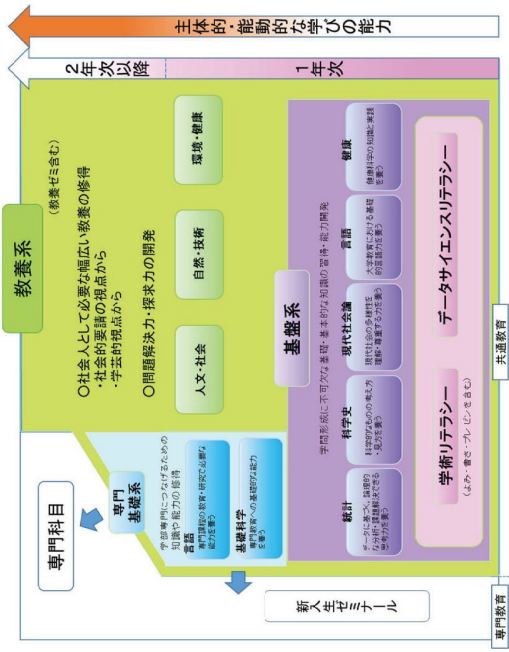 主体的・能動的な学びの能力
2年次以降
1年次
教養系
(教養ゼミ含む)
〇社会人として必要な幅広い教養の修得
・社会的要請の視点から
・学芸的視点から
〇問題解決力・探求力の開発
人文・社会
自然・技術
環境・健康
専門科目
専門
基礎系
学部専門につなげるための
知識や能力の修得
言語
専門課程の教育・研究で必要な
能力を養う
基礎科学
専門教育への基礎的な能力
を養う
基盤系
学問形成に不可欠な基礎・基本的な知識の習得・能力開発
統計
データに基づく、論理的
な分析・課題解決できる
思考力を養う
科学史
科学的なものの考え方
・見方を養う
現代社会論
現代社会の多様性を
理解・尊重する力を養う
言語
大学教育における基礎
的言語力を養う
健康
健康科学の知識と実践
を養う
学術リテラシー
(よみ・書き・プレゼンを含む)
データサイエンスリテラシー
新入生ゼミナール
専門教育
共通教育